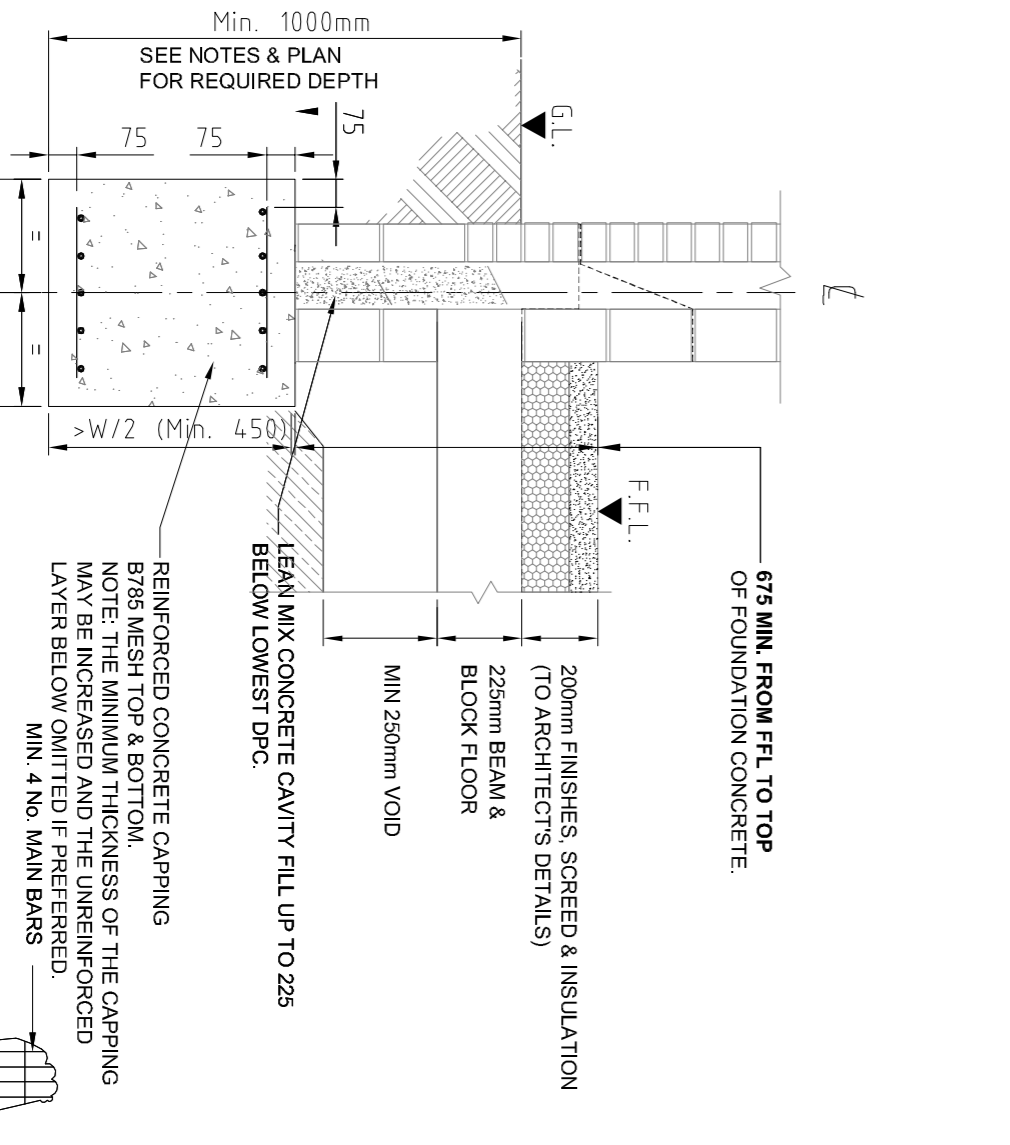 Min. 1000mm
SEE NOTES & PLAN
FOR REQUIRED DEPTH
75
75
75
G.L.
=
=
>W/2 (Min. 450)
F.F.L.
675 MIN. FROM FFL TO TOP
OF FOUNDATION CONCRETE.
200mm FINISHES, SCREED & INSULATION
(TO ARCHITECT'S DETAILS)
225mm BEAM &
BLOCK FLOOR
MIN 250mm VOID
LEAN MIX CONCRETE CAVITY FILL UP TO 225
BELOW LOWEST DPC.
REINFORCED CONCRETE CAPPING
B785 MESH TOP & BOTTOM.
NOTE: THE MINIMUM THICKNESS OF THE CAPPING
MAY BE INCREASED AND THE UNREINFORCED
LAYER BELOW OMITTED IF PREFERRED.
MIN. 4 No. MAIN BARS